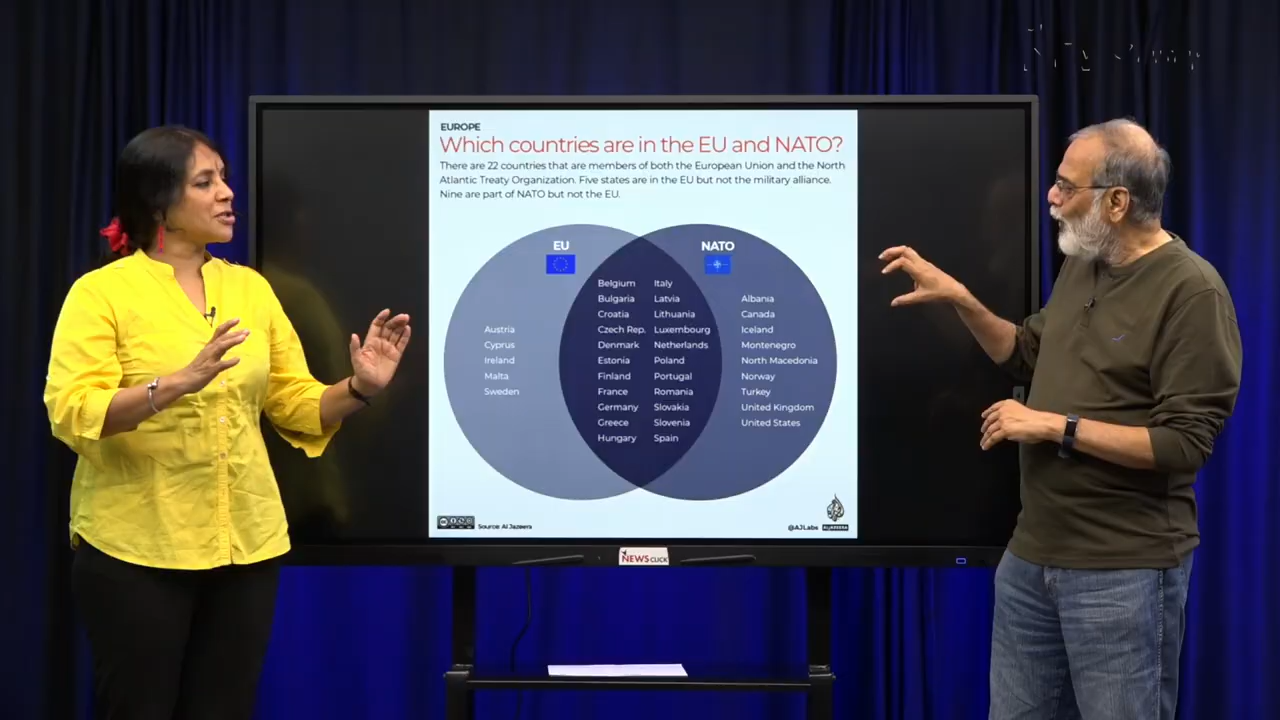 EUROPE
Which countries are in the EU and NATO?
There are 22 countries that are members of both the European Union and the North
Atlantic Treaty Organization. Five states are in the EU but not the military alliance.
Nine are part of NATO but not the EU.
EU
NATO
Austria
Cyprus
Ireland
Malta
Sweden
Belgium
Bulgaria
Croatia
Czech Rep.
Denmark
Estonia
Finland
France
Germany
Greece
Hungary
Italy
Latvia
Lithuania
Luxembourg
Netherlands
Poland
Portugal
Romania
Slovakia
Slovenia
Spain
Albania
Canada
Iceland
Montenegro
North Macedonia
Norway
Turkey
United Kingdom
United States
Source: Al Jazeera
@AJLabs
ALJAZEERA
NEWSCLICK